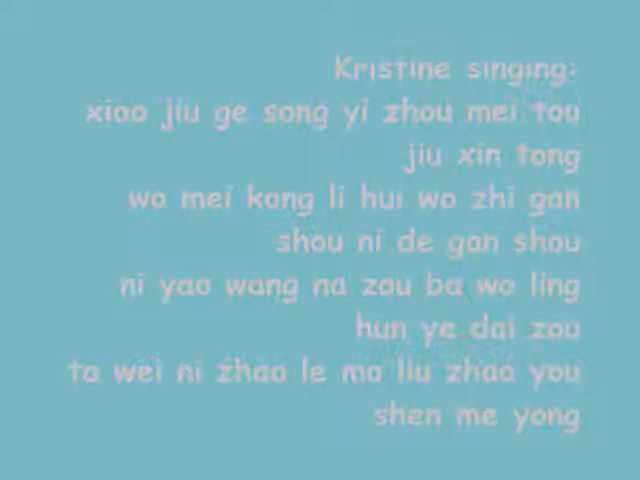 Kristine singing:
xiao jiu ge song yi zhou mei tou
jiu xin tong
wo mei kong li hui wo zhi gan
shou ni de gan shou
ni yao wang na zou ba wo ling
hun ye dai zou
ta wei ni zhao le mo liu zhao you
shen me yong